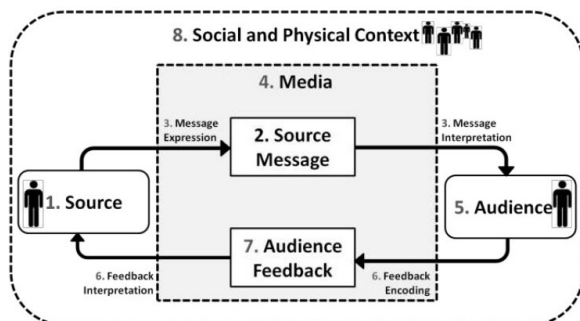 8. Social and Physical Context
4. Media
3. Message
Expression
2. Source
Message
3. Message
Interpretation
1. Source
5. Audience
7. Audience
Feedback
6. Feedback
Interpretation
6. Feedback
Encoding